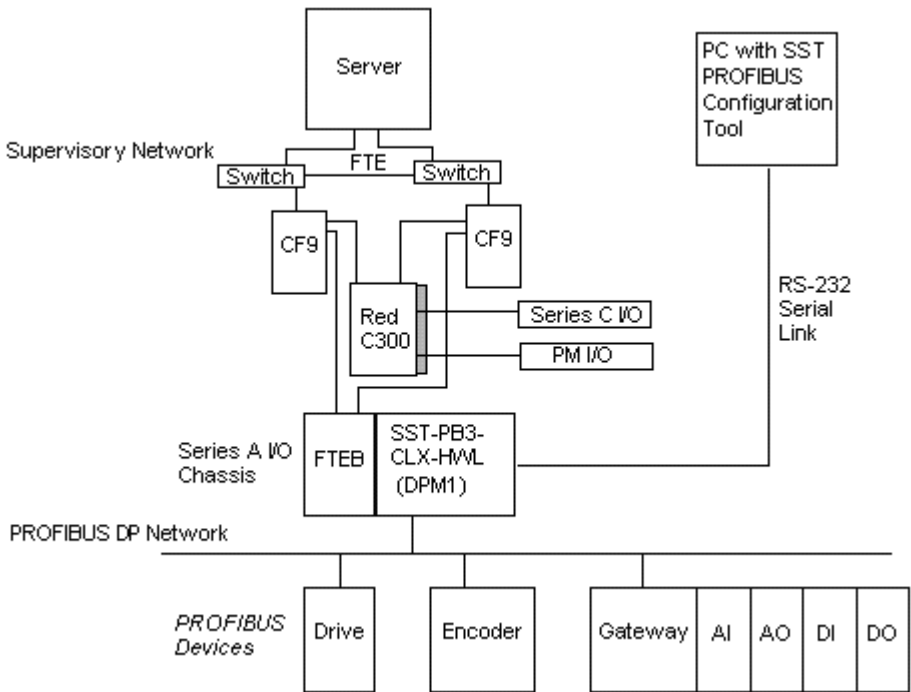 Server
PC with SST
PROFIBUS
Configuration
Tool
Supervisory Network
FTE
Switch
Switch
CF9
CF9
Red
C300
Series C I/O
PM I/O
RS-232
Serial
Link
Series A I/O
Chassis
FTEB
SST-PB3-
CLX-HWL
(DPM1)
PROFIBUS DP Network
PROFIBUS
Devices
Drive
Encoder
Gateway
AI
AO
DI
DO